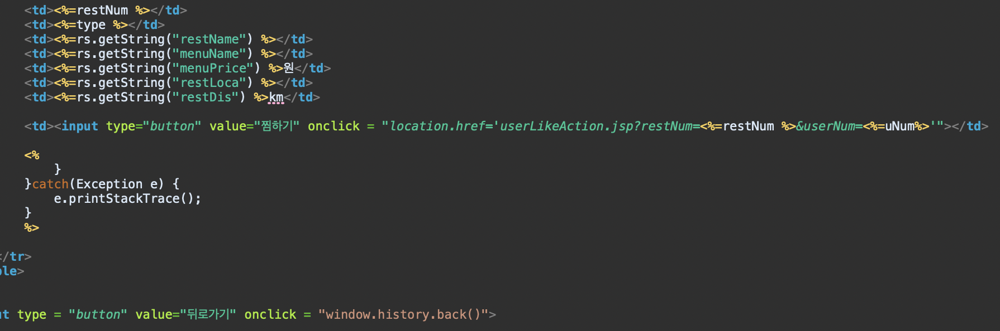 <td><%=restNum %></td>
<td><%=type %></td>
<td><%=rs.getString("restName") %></td>
<td><%=rs.getString("menuName") %></td>
<td><%=rs.getString("menuPrice") %>원</td>
<td><%=rs.getString("restLoca") %></td>
<td><%=rs.getString("restDis") %>km</td>
<td><input type="button" value="찜하기" onclick = "location.href='userLikeAction.jsp?restNum=<%=restNum %>&userNum=<%=uNum%>'"></td>
<%
}
}catch(Exception e) {
e.printStackTrace();
}
%>
</tr>
ble>
ut type = "button" value="뒤로가기" onclick = "window.history.back()">